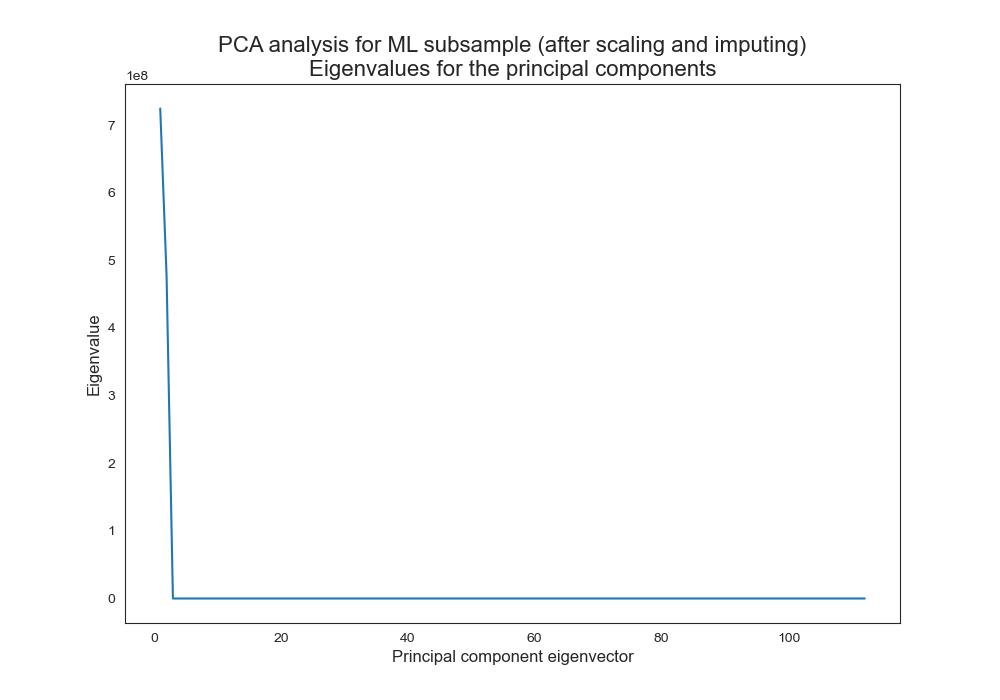 PCA analysis for ML subsample (after scaling and imputing)
Eigenvalues for the principal components
1e8
7
6
5
4
3
2
1
0
Eigenvalue
0 20 40 60 80 100
Principal component eigenvector